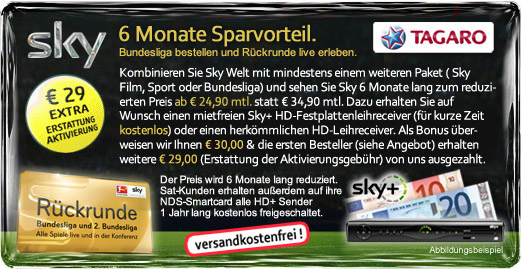 sky
6 Monate Sparvorteil.
Bundesliga bestellen und Rückrunde live erleben.
TAGARO
Kombinieren Sie Sky Welt mit mindestens einem weiteren Paket ( Sky
Film, Sport oder Bundesliga) und sehen Sie Sky 6 Monate lang zum reduzi-
erten Preis ab € 24,90 mtl. statt € 34,90 mtl. Dazu erhalten Sie auf
Wunsch einen mietfreien Sky+ HD-Festplattenleihreceiver (für kurze Zeit
kostenlos) oder einen herkömmlichen HD-Leihreceiver. Als Bonus über-
weisen wir Ihnen € 30,00 & die ersten Besteller (siehe Angebot) erhalten
weitere € 29,00 (Erstattung der Aktivierungsgebühr) von uns ausgezahlt.
€ 29
EXTRA
ERSTATTUNG
AKTIVIERUNG
Der Preis wird 6 Monate lang reduziert.
Sat-Kunden erhalten außerdem auf ihre
NDS-Smartcard alle HD+ Sender
1 Jahr lang kostenlos freigeschaltet.
sky+
10
20
sky
Rückrunde
Bundesliga und 2. Bundesliga
Alle Spiele live und in der Konferenz
versandkostenfrei !
Abbildungsbeispiel